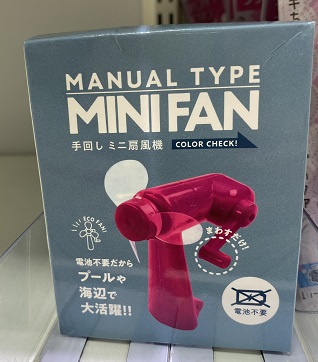 MANUAL TYPE
MINI FAN
手回し ミニ扇風機
COLOR CHECK!
ECO FAN!
まわすだけ!
電池不要だから
プールや
海辺で
大活躍!!
電池不要